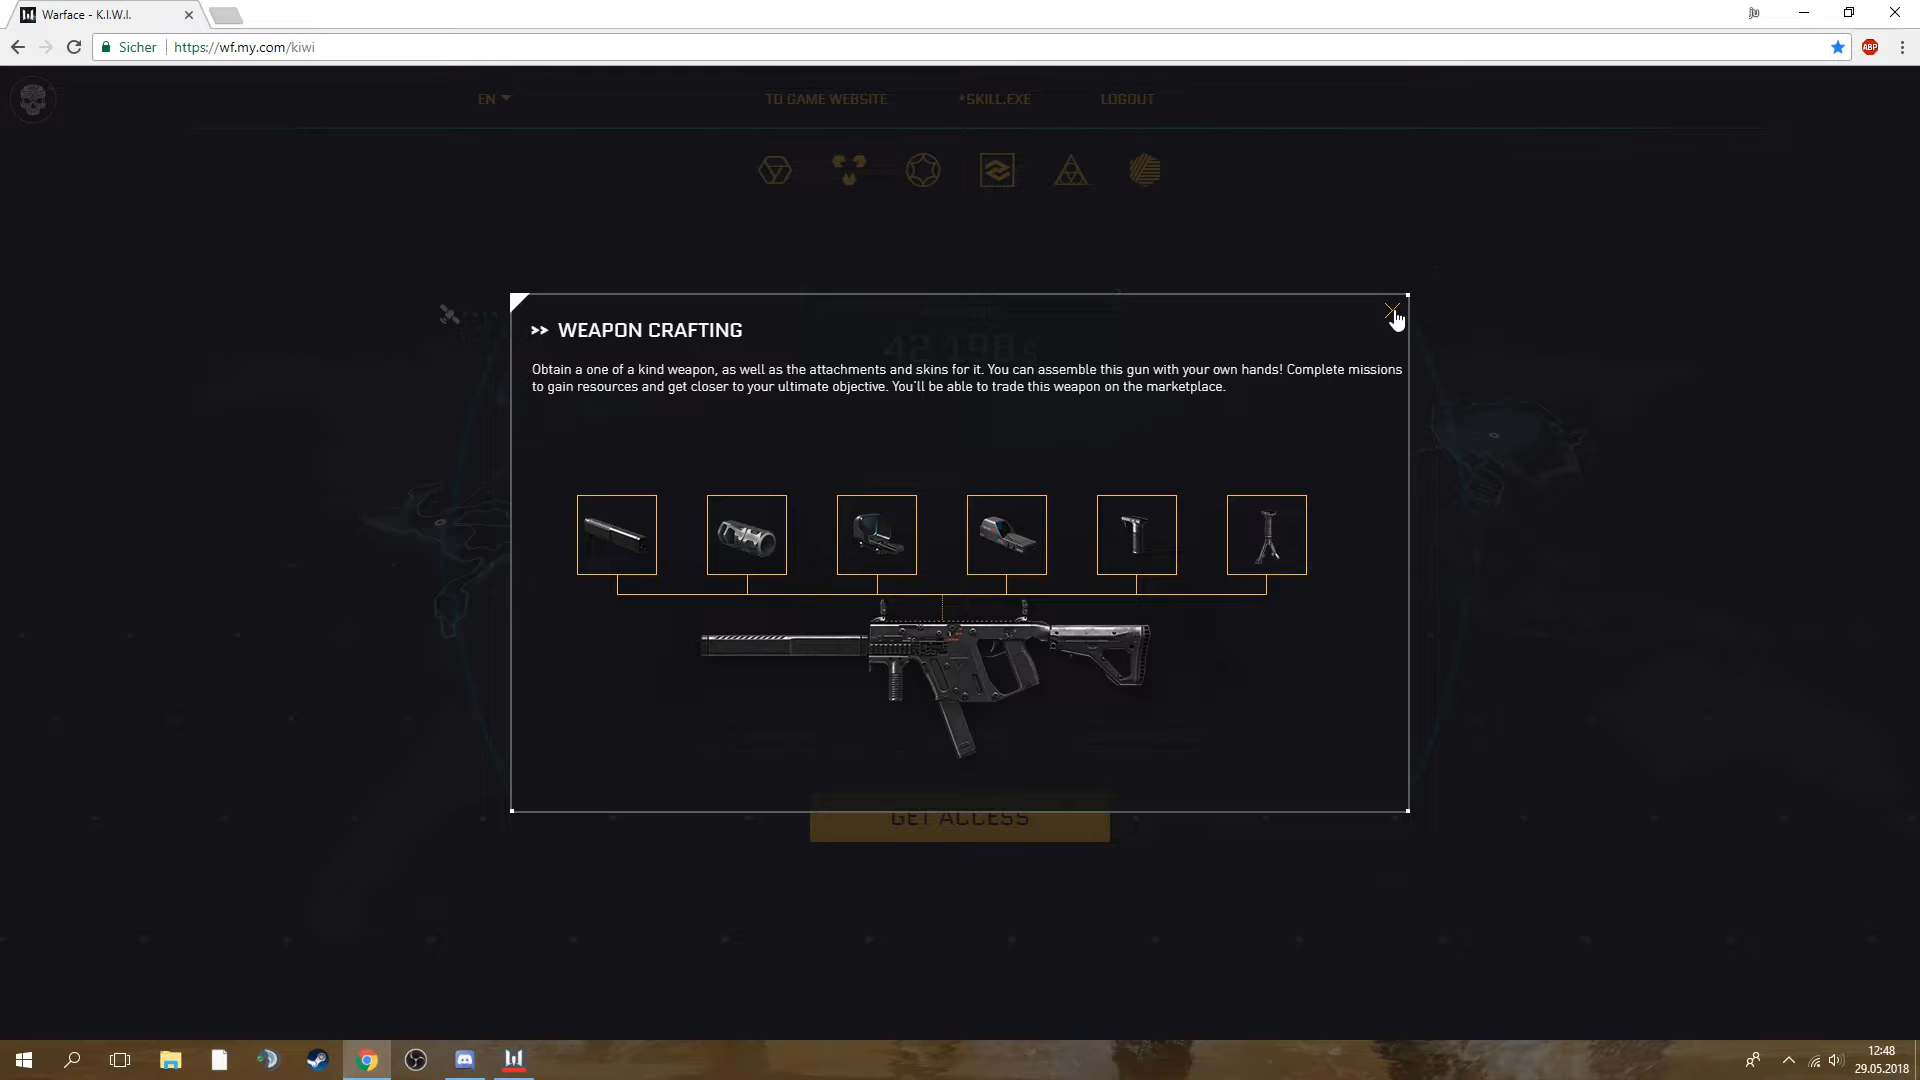 Warface - K.I.W.I.
Sicher
https://wf.my.com/kiwi
ABP
EN
TO GAME WEBSITE
*SKILL.EXE
LOGOUT
42 198 s
WEAPON CRAFTING
Obtain a one of a kind weapon, as well as the attachments and skins for it. You can assemble this gun with your own hands! Complete missions
to gain resources and get closer to your ultimate objective. You'll be able to trade this weapon on the marketplace.
GET ACCESS
12:48
29.05.2018